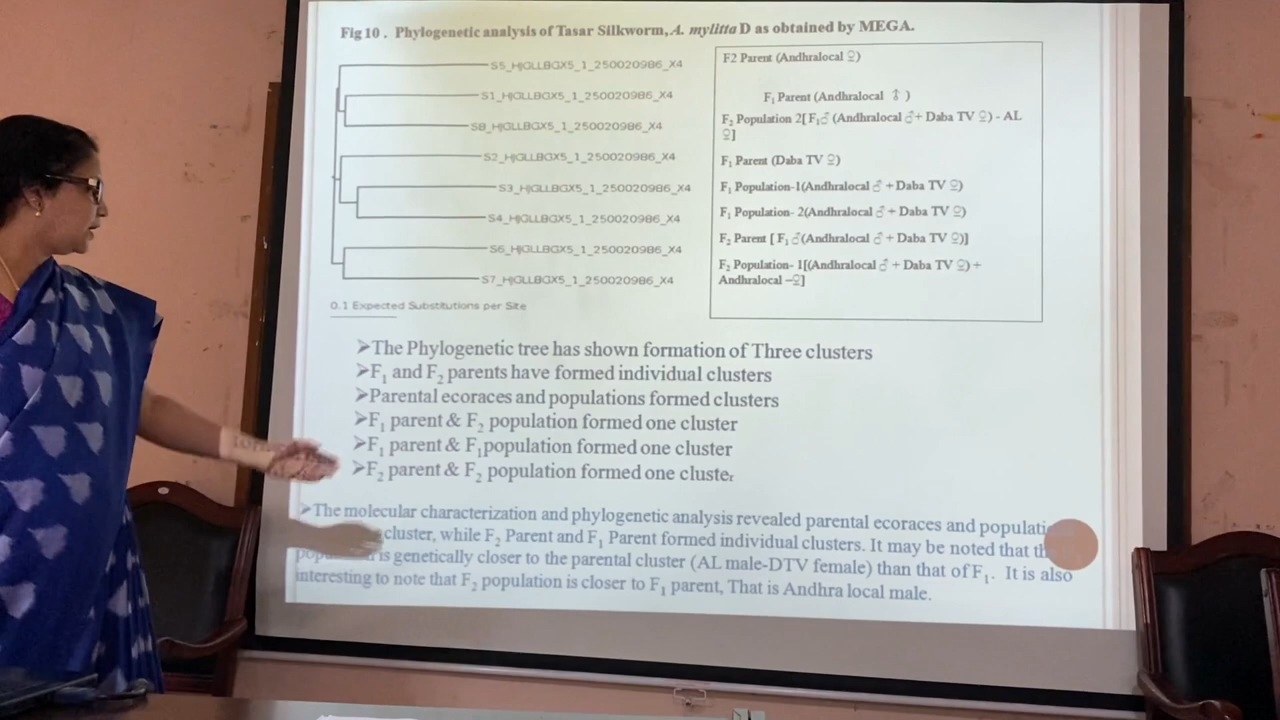 Fig 10 . Phylogenetic analysis of Tasar Silkworm, A. mylitta D as obtained by MEGA.
S5_HJGLLBGX5_1_250020986_X4
S1_HJGLLBGX5_1_250020986_X4
S8_HJGLLBGX5_1_250020986_X4
S2_HJGLLBGX5_1_250020986_X4
S3_HJGLLBGX5_1_250020986_X4
S4_HJGLLBGX5_1_250020986_X4
S6_HJGLLBGX5_1_250020986_X4
S7_HJGLLBGX5_1_250020986_X4
0.1 Expected Substitutions per Site
F2 Parent (Andhralocal ♀)
F₁ Parent (Andhralocal ♂)
F₂ Population 2[ F₁♂ (Andhralocal ♂+ Daba TV ♀) - AL
♀]
F₁ Parent (Daba TV ♀)
F₁ Population-1(Andhralocal ♂ + Daba TV ♀)
F₁ Population- 2(Andhralocal ♂ + Daba TV ♀)
F₂ Parent [ F₁♂(Andhralocal ♂ + Daba TV ♀)]
F₂ Population- 1[(Andhralocal ♂ + Daba TV ♀) +
Andhralocal –♀]
➢The Phylogenetic tree has shown formation of Three clusters
➢F₁ and F₂ parents have formed individual clusters
➢Parental ecoraces and populations formed clusters
➢F₁ parent & F₂ population formed one cluster
➢F₁ parent & F₁population formed one cluster
➢F₂ parent & F₂ population formed one cluster
➢The molecular characterization and phylogenetic analysis revealed parental ecoraces and
cluster, while F₂ Parent and F₁ Parent formed individual clusters. It may be noted that
is genetically closer to the parental cluster (AL male-DTV female) than that of F₁. It is also
interesting to note that F₂ population is closer to F₁ parent, That is Andhra local male.